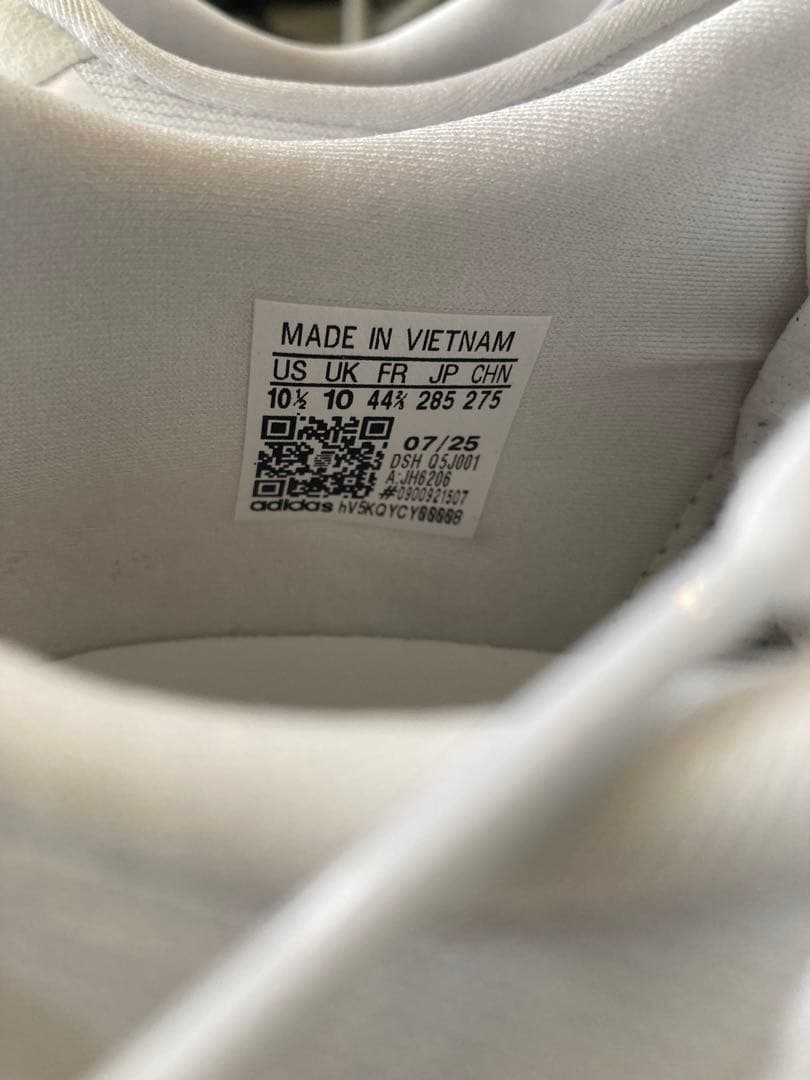 MADE IN VIETNAM
US UK FR JP CHN
10½ 10 44⅔ 285 275
07/25
DSH Q5J001
A:JH6206
#0900921507
adidas hV5KQYCY00008